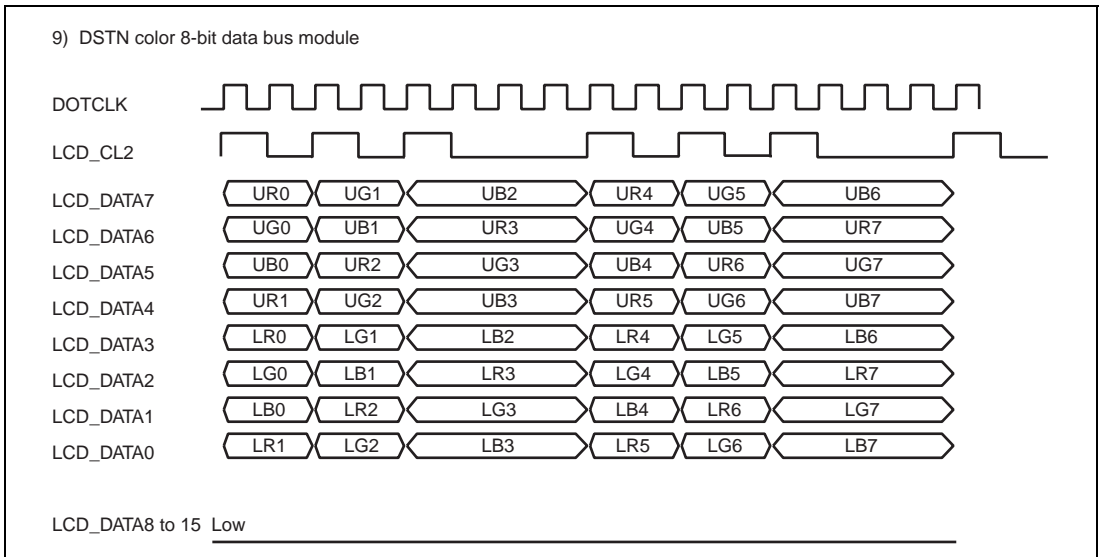 9) DSTN color 8-bit data bus module
DOTCLK
LCD_CL2
LCD_DATA7 UR0 UG1 UB2 UR4 UG5 UB6
LCD_DATA6 UG0 UB1 UR3 UG4 UB5 UR7
LCD_DATA5 UB0 UR2 UG3 UB4 UR6 UG7
LCD_DATA4 UR1 UG2 UB3 UR5 UG6 UB7
LCD_DATA3 LR0 LG1 LB2 LR4 LG5 LB6
LCD_DATA2 LG0 LB1 LR3 LG4 LB5 LR7
LCD_DATA1 LB0 LR2 LG3 LB4 LR6 LG7
LCD_DATA0 LR1 LG2 LB3 LR5 LG6 LB7
LCD_DATA8 to 15 Low